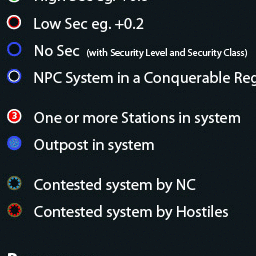 Low Sec eg. +0.2
No Sec (with Security Level and Security Class)
NPC System in a Conquerable Reg
3 One or more Stations in system
Outpost in system
Contested system by NC
Contested system by Hostiles